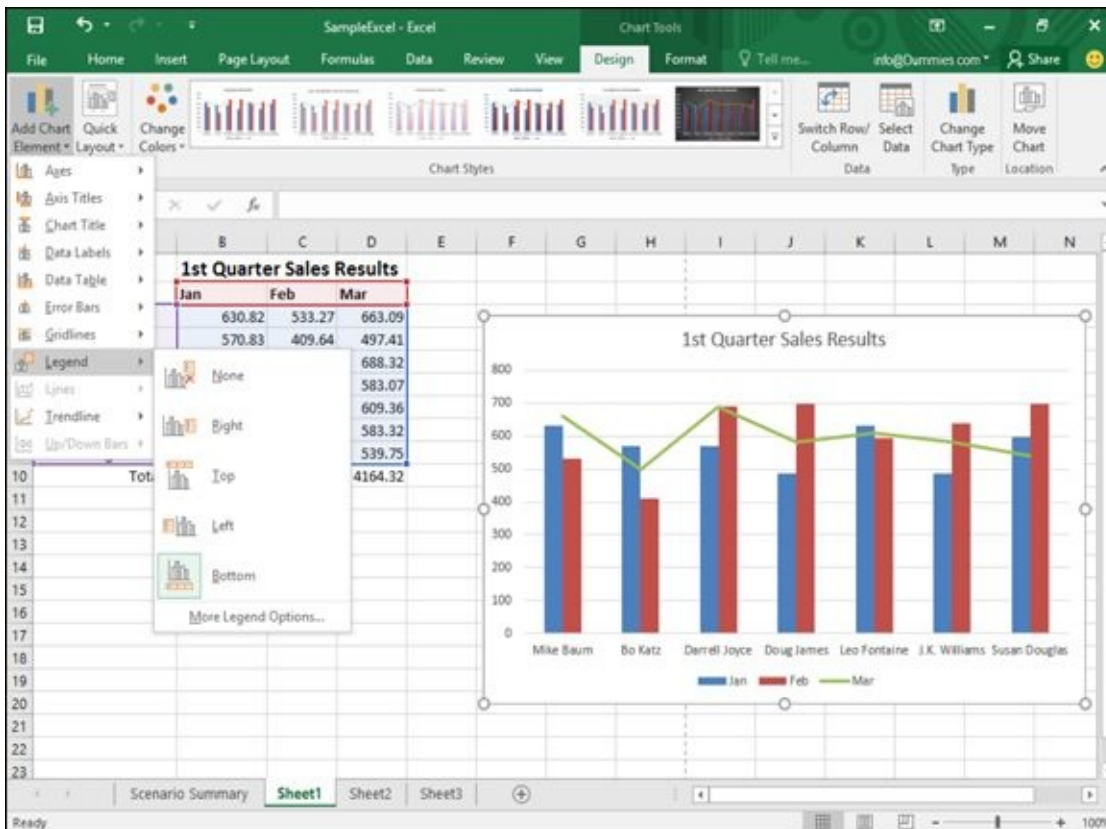 SampleExcel - Excel
Chart Tools
File Home Insert Page Layout Formulas Data Review View Design Format Tell me... info@Dummies.com Share
Add Chart Element Quick Layout Change Colors Switch Row/ Column Select Data Change Chart Type Move Chart
Chart Styles Data Type Location
Axes
Axis Titles
Chart Title
Data Labels
Data Table
Error Bars
Gridlines
Legend
Lines
Trendline
Up/Down Bars
None
Right
Top
Left
Bottom
More Legend Options...
fx
B C D E F G H I J K L M N
1st Quarter Sales Results
Jan Feb Mar
630.82 533.27 663.09
570.83 409.64 497.41
688.32
583.07
609.36
583.32
539.75
10 4164.32
11
12
13
14
15
16
17
18
19
20
21
22
23
1st Quarter Sales Results
800
700
600
500
400
300
200
100
0
Mike Baum Bo Katz Darrell Joyce Doug James Leo Fontaine J.K. Williams Susan Douglas
Jan Feb Mar
Scenario Summary Sheet1 Sheet2 Sheet3
Ready 100%